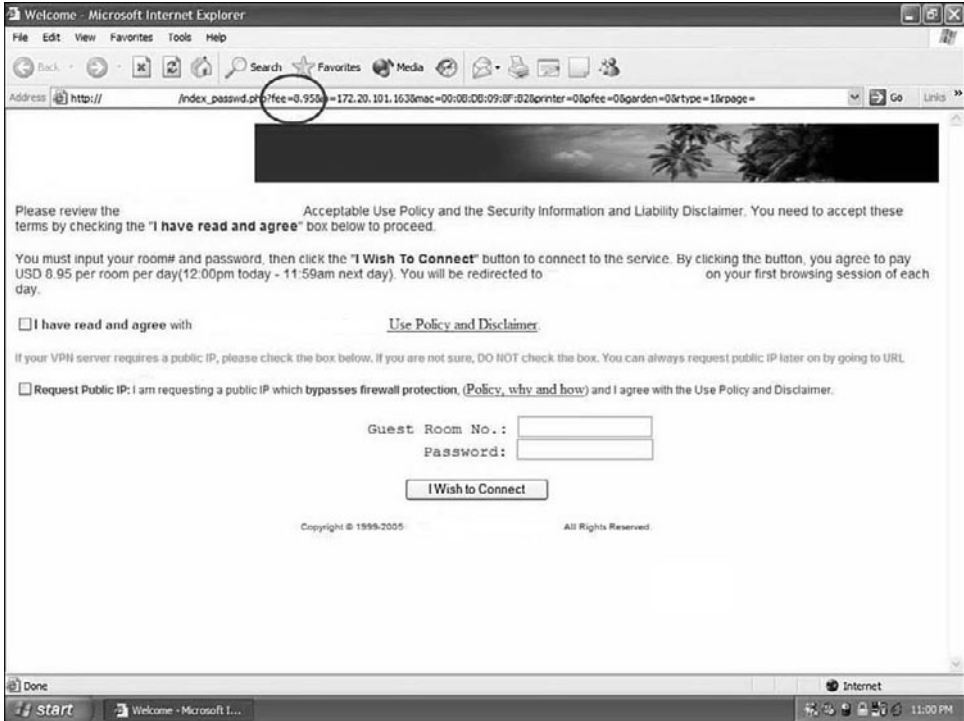 Welcome - Microsoft Internet Explorer
File Edit View Favorites Tools Help
Back Search Favorites Media
Address http:// /index_passwd.php?fee=8.95& =172.20.101.163&mac=00:0B:DB:09:8F:B2&printer=0&pfee=0&garden=0&rtype=1&rpage= Go Links »
Please review the Acceptable Use Policy and the Security Information and Liability Disclaimer. You need to accept these
terms by checking the "I have read and agree" box below to proceed.
You must input your room# and password, then click the "I Wish To Connect" button to connect to the service. By clicking the button, you agree to pay
USD 8.95 per room per day(12:00pm today - 11:59am next day). You will be redirected to on your first browsing session of each
day.
I have read and agree with Use Policy and Disclaimer.
If your VPN server requires a public IP, please check the box below. If you are not sure, DO NOT check the box. You can always request public IP later on by going to URL
Request Public IP: I am requesting a public IP which bypasses firewall protection, (Policy, why and how) and I agree with the Use Policy and Disclaimer.
Guest Room No.:
Password:
I Wish to Connect
Copyright © 1999-2005 All Rights Reserved.
Done Internet
start Welcome - Microsoft I... 11:00 PM